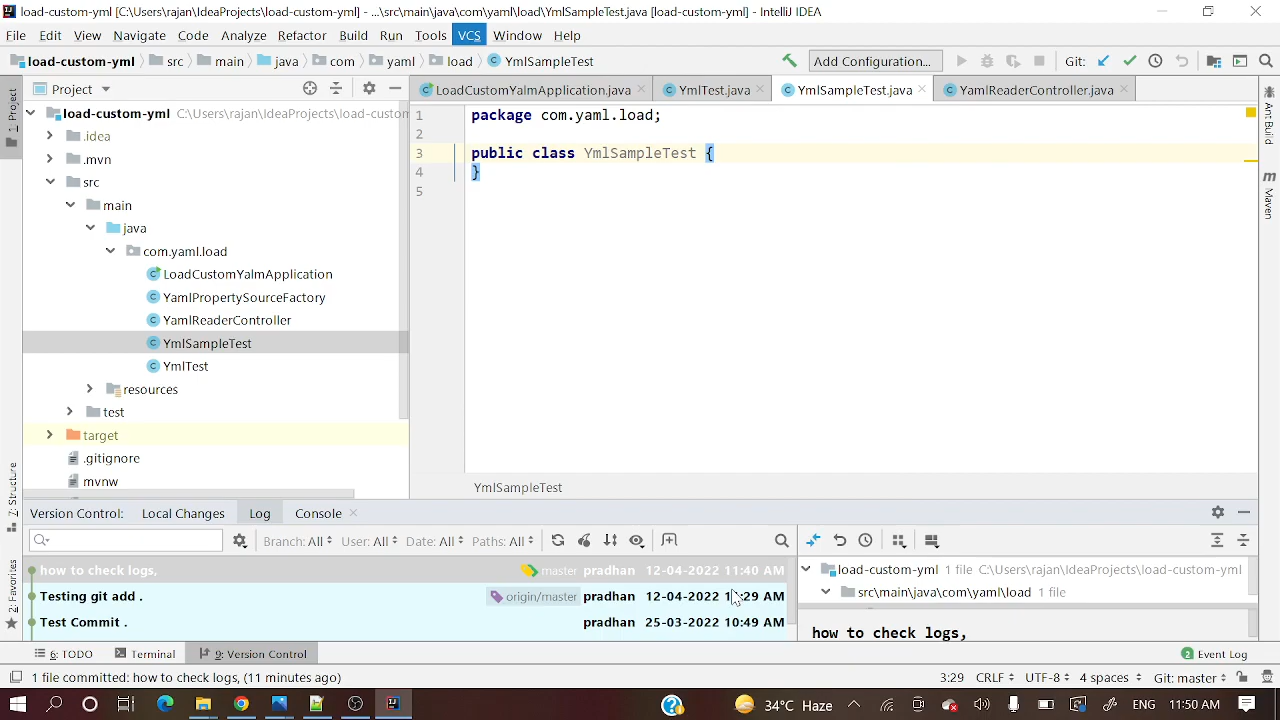 load-custom-yml [C:\Users\rajan\IdeaProjects\load-custom-yml] - ...\src\main\java\com\yaml\load\YmlSampleTest.java [load-custom-yml] - IntelliJ IDEA
File Edit View Navigate Code Analyze Refactor Build Run Tools VCS Window Help
load-custom-yml src main java com yaml load YmlSampleTest Add Configuration... Git:
Project LoadCustomYalmApplication.java YmlTest.java YmlSampleTest.java YamlReaderController.java
1: Project
Z: Structure
2: Favorites
Ant Build
Maven
load-custom-yml C:\Users\rajan\IdeaProjects\load-custom
.idea
.mvn
src
main
java
com.yaml.load
LoadCustomYalmApplication
YamlPropertySourceFactory
YamlReaderController
YmlSampleTest
YmlTest
resources
test
target
.gitignore
mvnw
1 package com.yaml.load;
2
3 public class YmlSampleTest {
4 }
5
YmlSampleTest
Version Control: Local Changes Log Console
Branch: All User: All Date: All Paths: All
how to check logs, master pradhan 12-04-2022 11:40 AM
Testing git add . origin/master pradhan 12-04-2022 29 AM
Test Commit . pradhan 25-03-2022 10:49 AM
load-custom-yml 1 file C:\Users\rajan\IdeaProjects\load-custom-yml
src\main\java\com\yaml\load 1 file
how to check logs,
6: TODO Terminal 9: Version Control 2 Event Log
1 file committed: how to check logs, (11 minutes ago) 3:29 CRLF UTF-8 4 spaces Git: master
34°C Haze ENG 11:50 AM